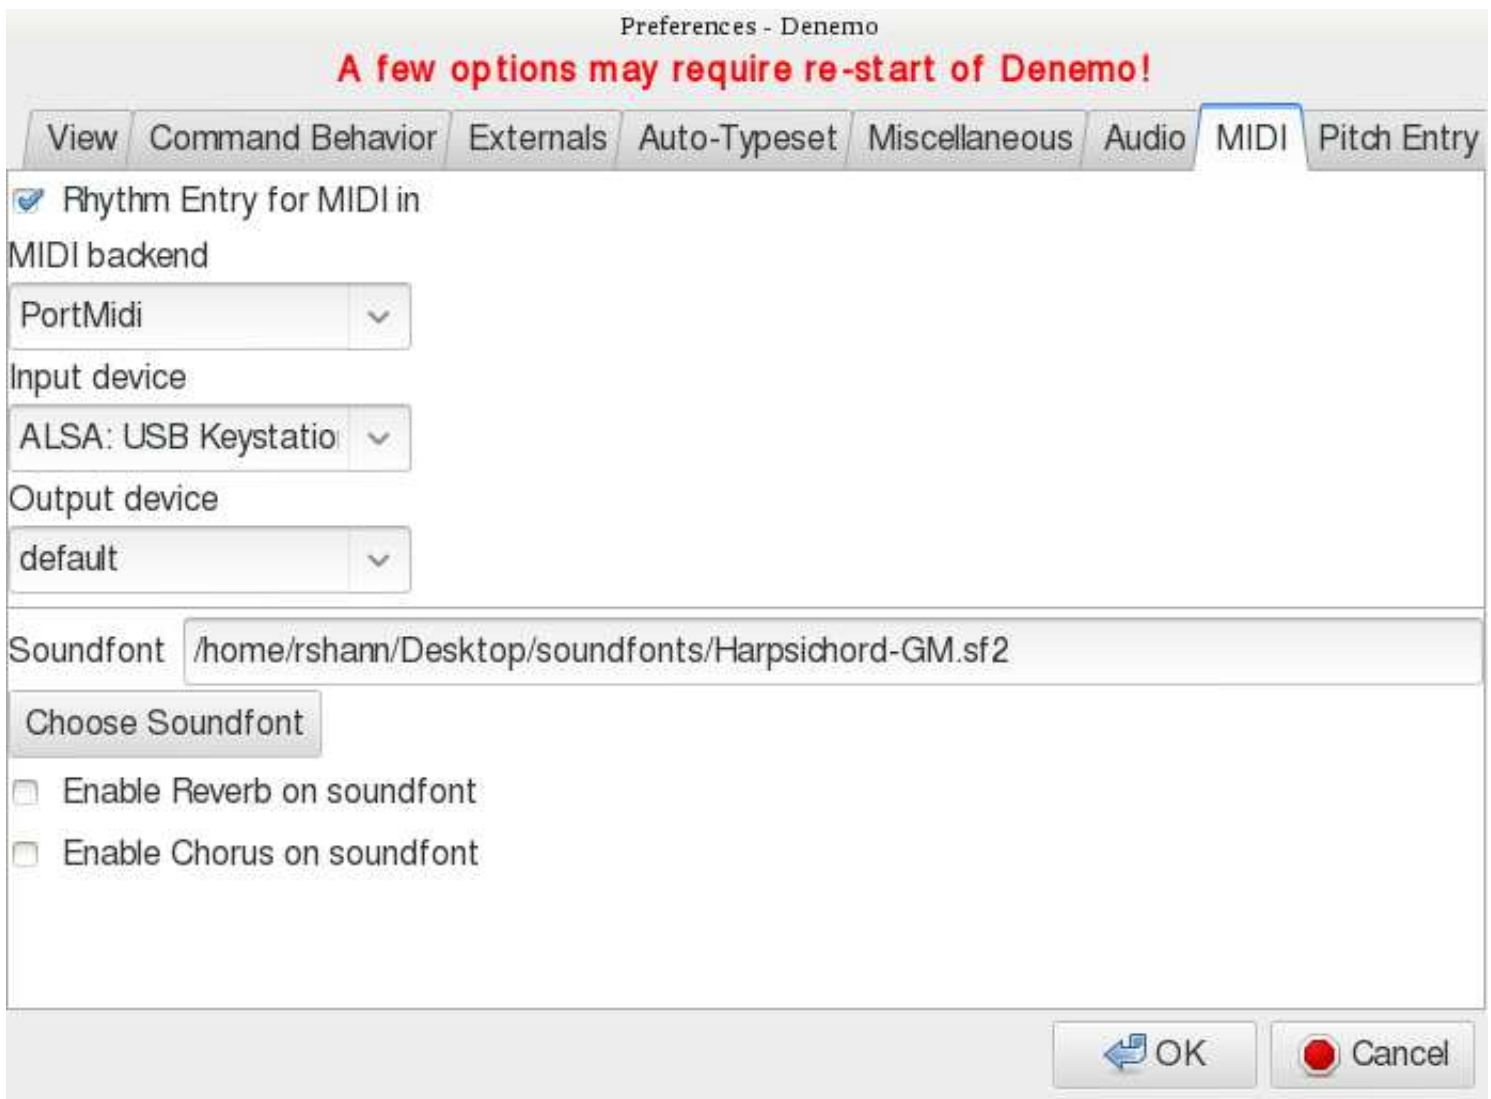 Preferences - Denemo
A few options may require re-start of Denemo!
View Command Behavior Externals Auto-Typeset Miscellaneous Audio MIDI Pitch Entry
Rhythm Entry for MIDI in
MIDI backend
PortMidi
Input device
ALSA: USB Keystatio
Output device
default
Soundfont /home/rshann/Desktop/soundfonts/Harpsichord-GM.sf2
Choose Soundfont
Enable Reverb on soundfont
Enable Chorus on soundfont
OK Cancel